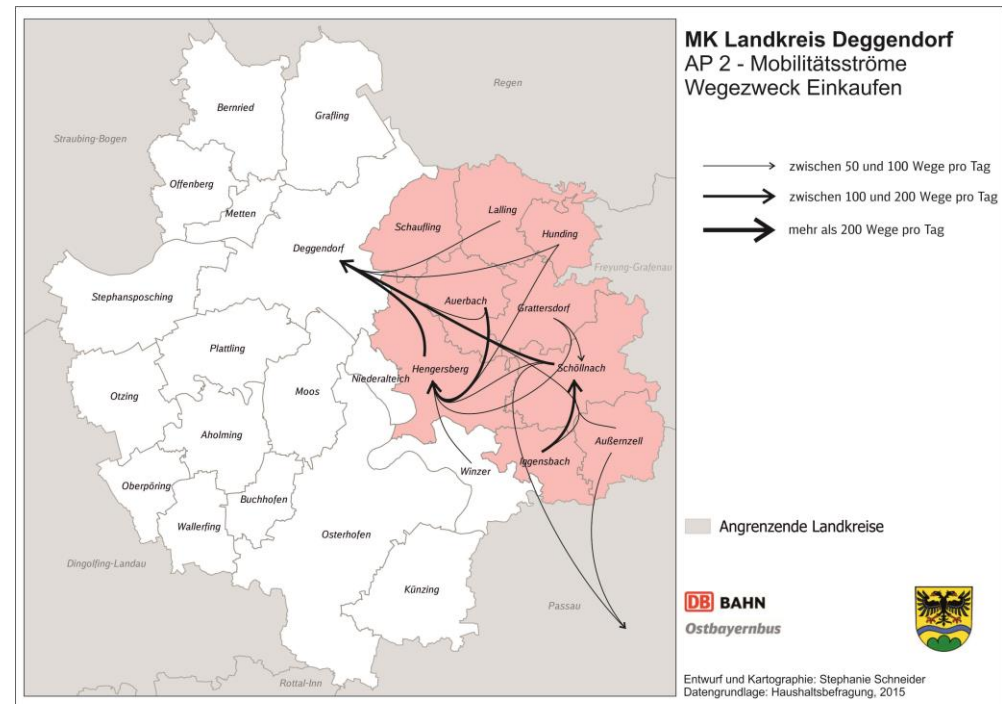 MK Landkreis Deggendorf
AP 2 - Mobilitätsströme
Wegezweck Einkaufen
zwischen 50 und 100 Wege pro Tag
zwischen 100 und 200 Wege pro Tag
mehr als 200 Wege pro Tag
Regen
Bernried
Grafling
Straubing-Bogen
Offenberg
Metten
Lalling
Schaufling
Hunding
Deggendorf
Freyung-Grafenau
Stephansposching
Auerbach
Grattersdorf
Plattling
Hengersberg
Schöllnach
Niederalteich
Otzing
Moos
Aholming
Außernzell
Iggensbach
Winzer
Oberpöring
Buchhofen
Wallerfing
Osterhofen
Dingolfing-Landau
Künzing
Passau
Rottal-Inn
Angrenzende Landkreise
DB BAHN
Ostbayernbus
Entwurf und Kartographie: Stephanie Schneider
Datengrundlage: Haushaltsbefragung, 2015